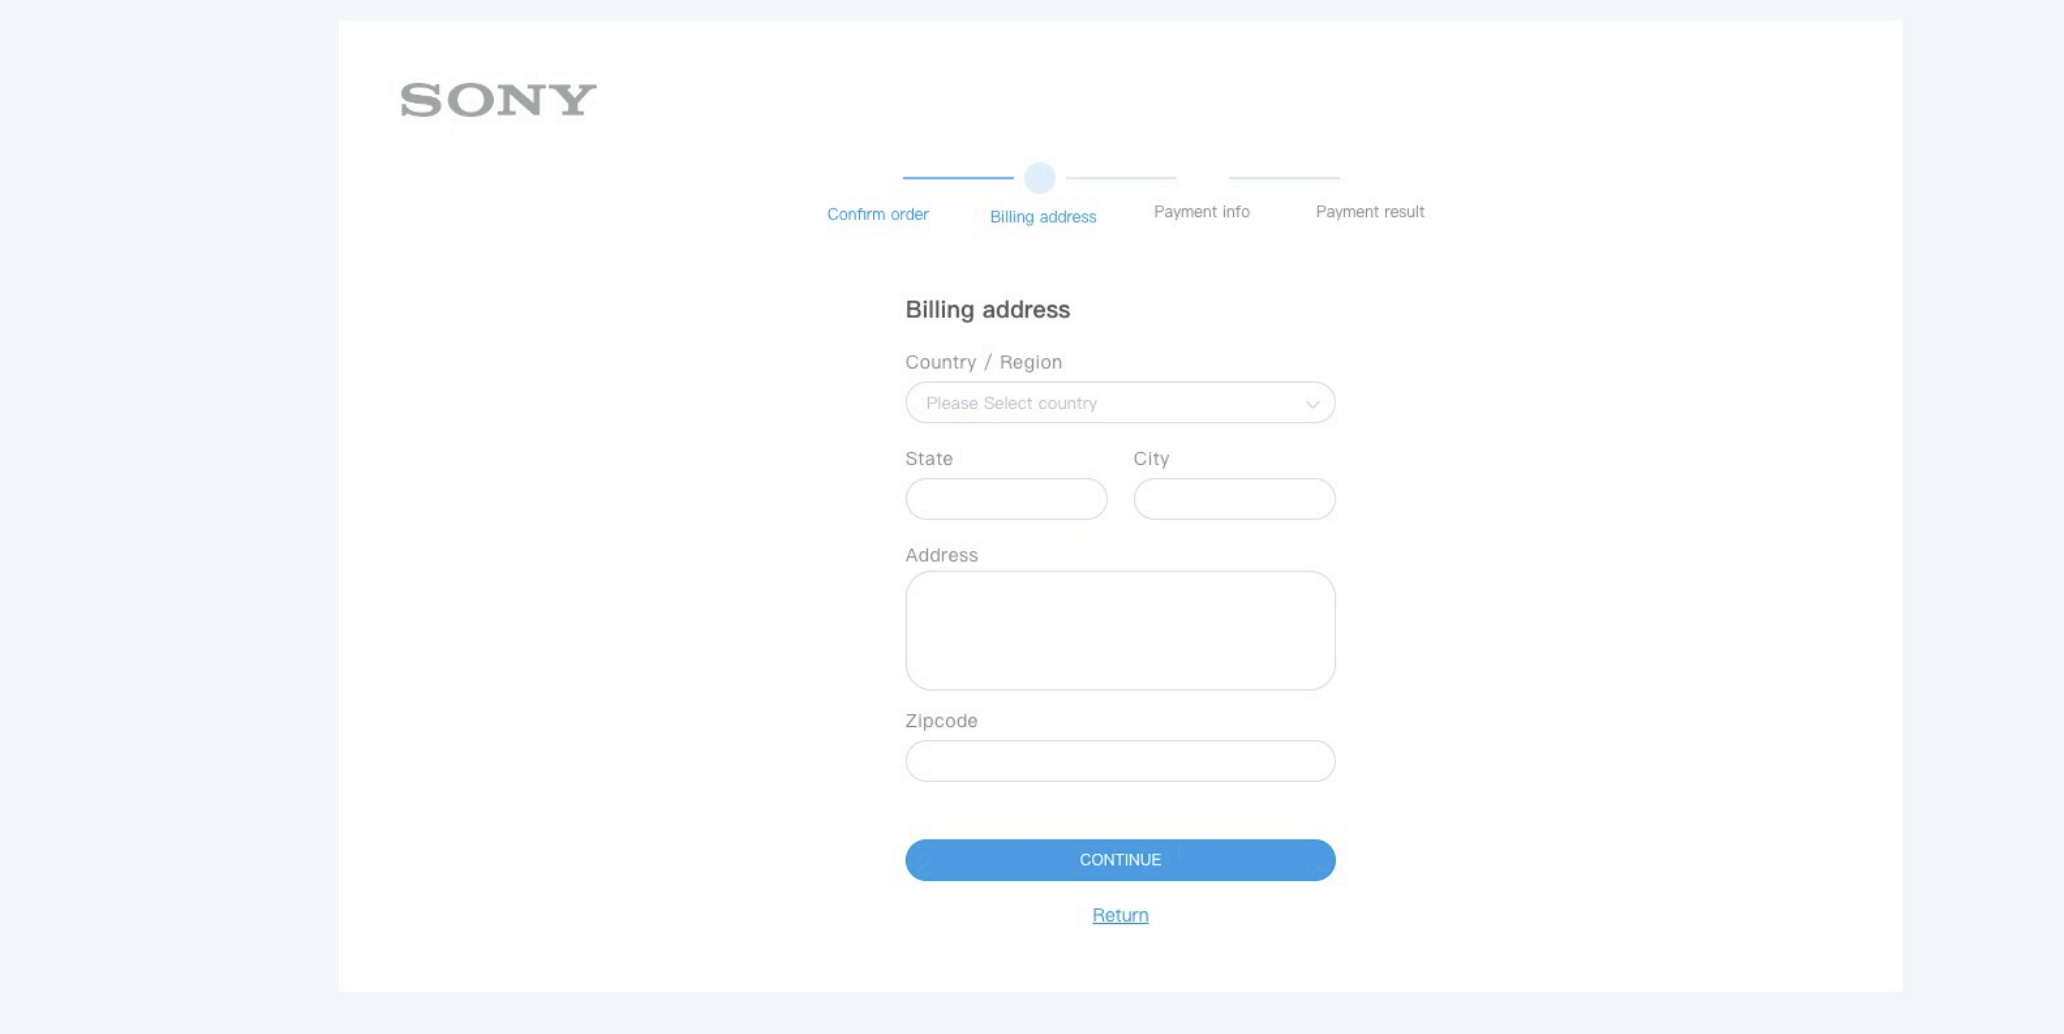 SONY
Confirm order
Billing address
Payment info
Payment result
Billing address
Country / Region
Please Select country
State
City
Address
Zipcode
CONTINUE
Return